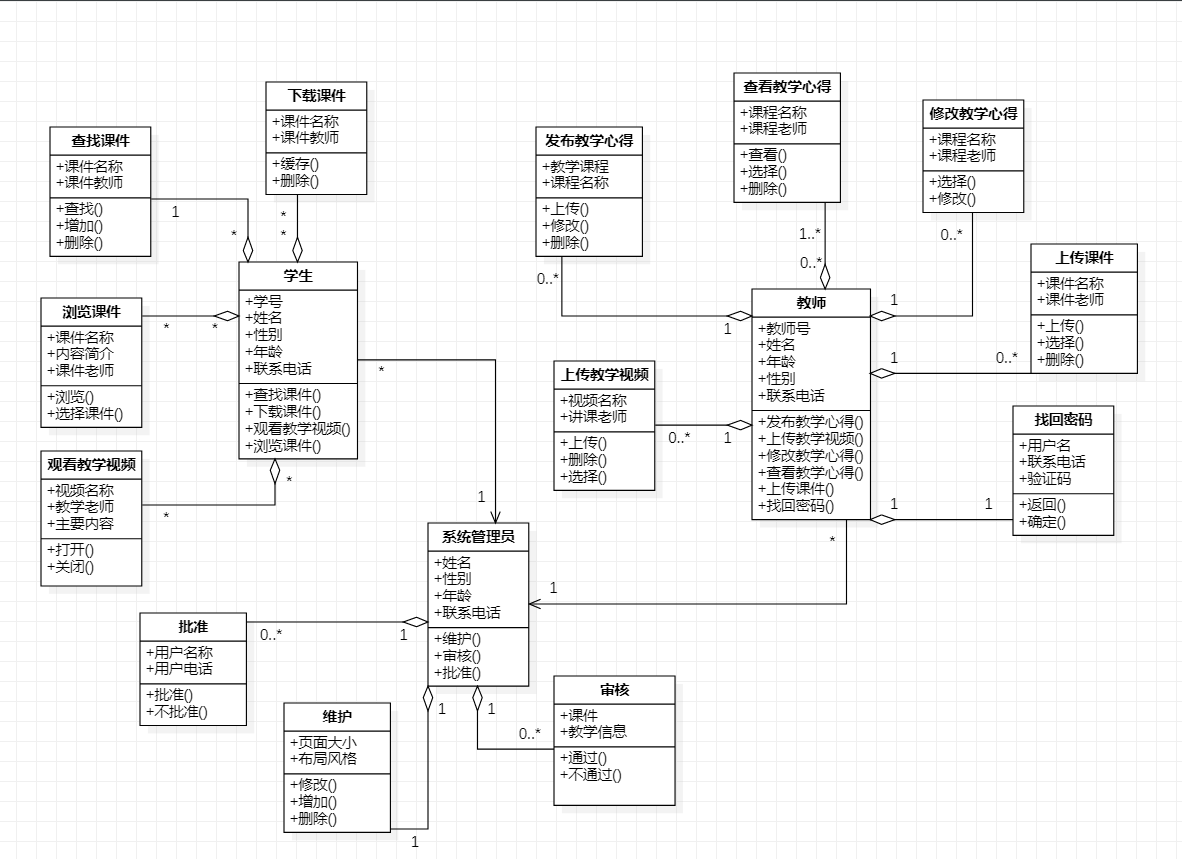 下载课件
+课件名称
+课件教师
+缓存()
+删除()
*
*
查找课件
+课件名称
+课件教师
+查找()
+增加()
+删除()
1
*
发布教学心得
+教学课程
+课程名称
+上传()
+修改()
+删除()
0..*
1
查看教学心得
+课程名称
+课程老师
+查看()
+选择()
+删除()
1..*
0..*
修改教学心得
+课程名称
+课程老师
+选择()
+修改()
0..*
1
上传课件
+课件名称
+课件老师
+上传()
+选择()
+删除()
0..*
1
学生
+学号
+姓名
+性别
+年龄
+联系电话
+查找课件()
+下载课件()
+观看教学视频()
+浏览课件()
*
1
浏览课件
+课件名称
+内容简介
+课件老师
+浏览()
+选择课件()
*
*
观看教学视频
+视频名称
+教学老师
+主要内容
+打开()
+关闭()
*
*
教师
+教师号
+姓名
+年龄
+性别
+联系电话
+发布教学心得()
+上传教学视频()
+修改教学心得()
+查看教学心得()
+上传课件()
+找回密码()
*
1
上传教学视频
+视频名称
+讲课老师
+上传()
+删除()
+选择()
0..*
1
找回密码
+用户名
+联系电话
+验证码
+返回()
+确定()
1
1
系统管理员
+姓名
+性别
+年龄
+联系电话
+维护()
+审核()
+批准()
批准
+用户名称
+用户电话
+批准()
+不批准()
0..*
1
维护
+页面大小
+布局风格
+修改()
+增加()
+删除()
1
1
审核
+课件
+教学信息
+通过()
+不通过()
1
0..*